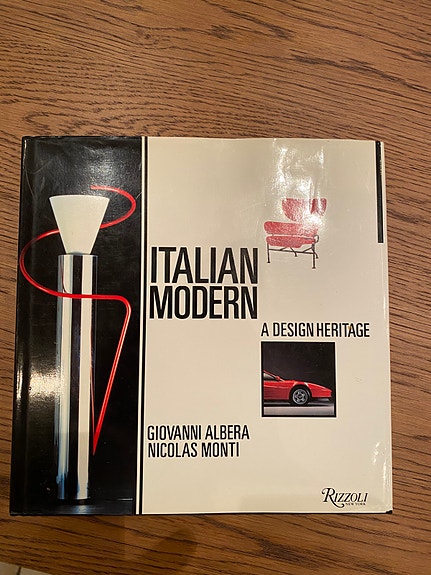 ITALIAN
MODERN
A DESIGN HERITAGE
GIOVANNI ALBERA
NICOLAS MONTI
RIZZOLI
NEW YORK